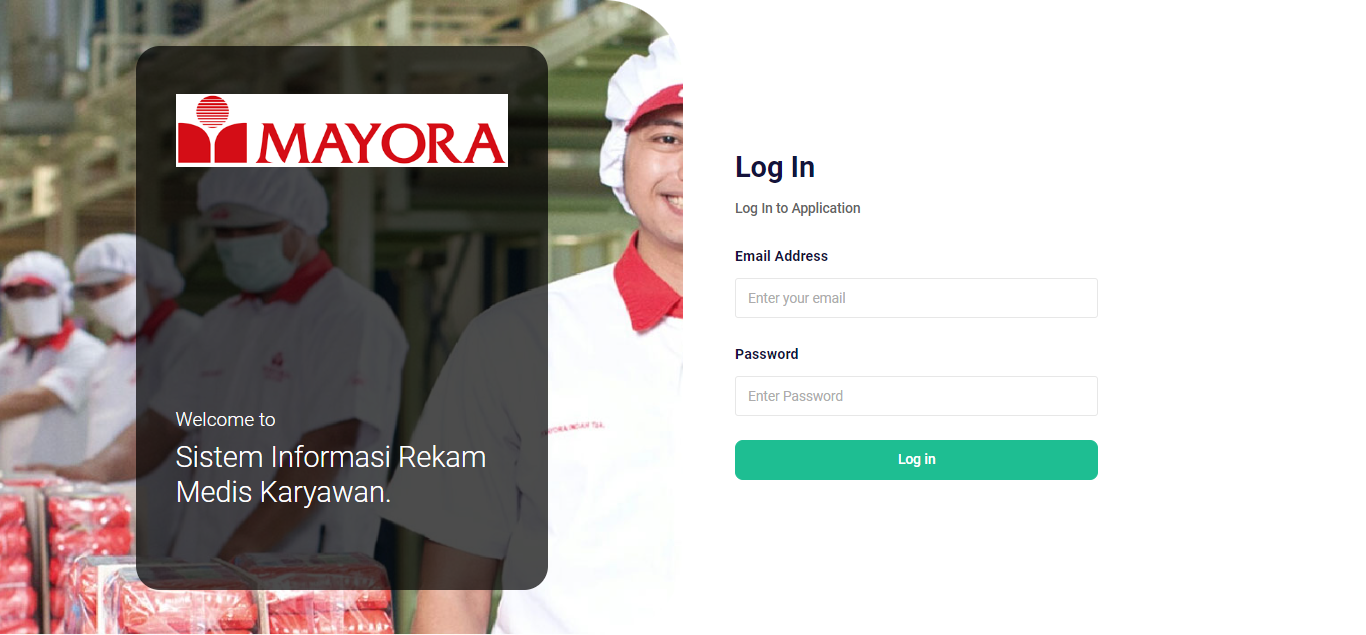 MAYORA
Welcome to
Sistem Informasi Rekam
Medis Karyawan.
Log In
Log In to Application
Email Address
Enter your email
Password
Enter Password
Log in